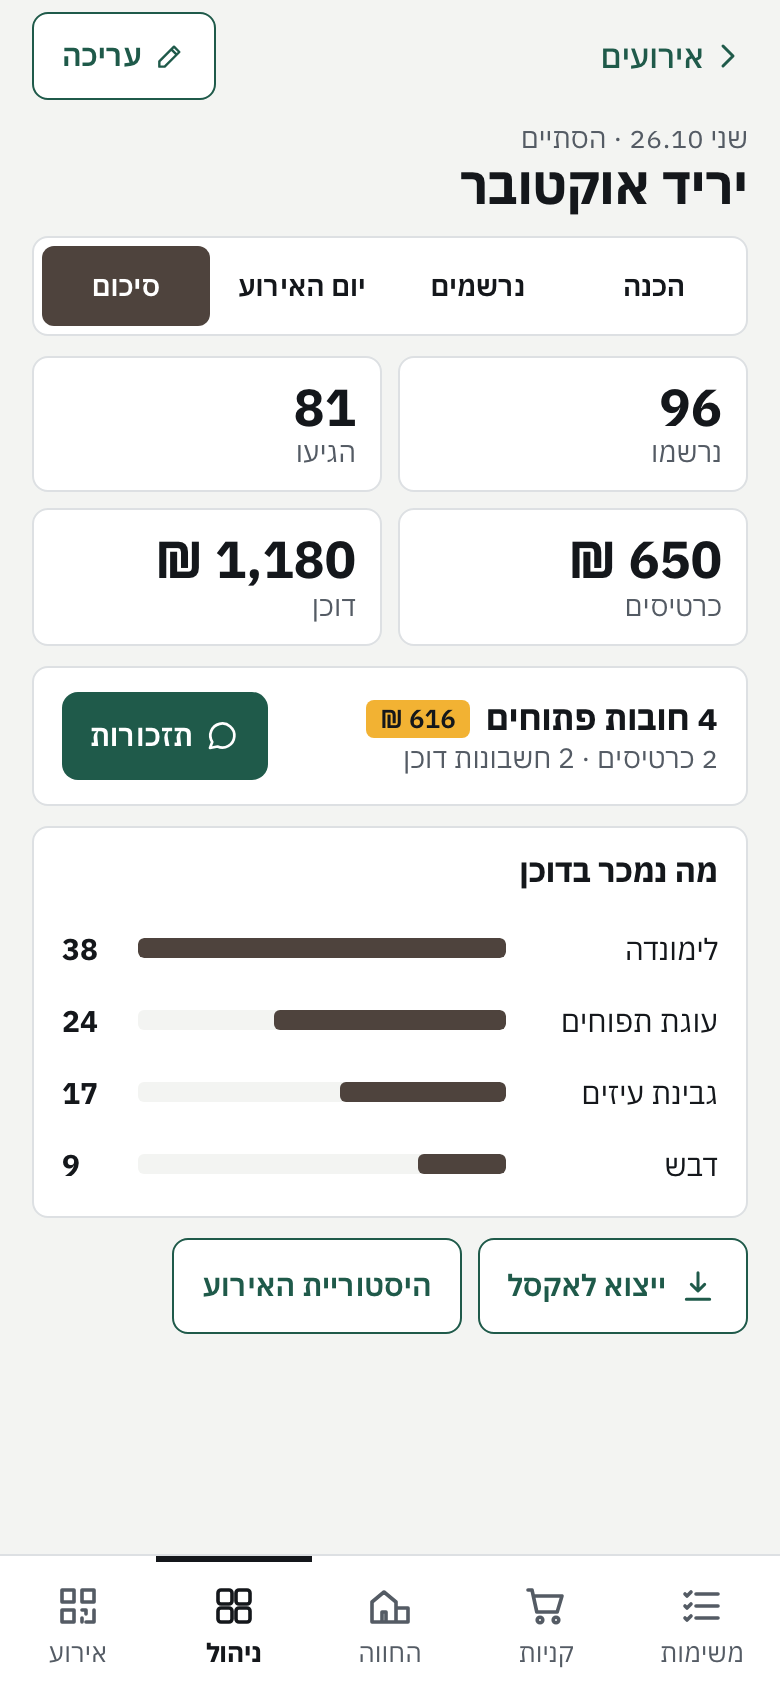 אירועים
עריכה
שני 26.10 · הסתיים
יריד אוקטובר
הכנה נרשמים יום האירוע סיכום
96
נרשמו
81
הגיעו
650 ₪
כרטיסים
1,180 ₪
דוכן
4 חובות פתוחים 616 ₪
2 כרטיסים · 2 חשבונות דוכן
תזכורות
מה נמכר בדוכן
לימונדה 38
עוגת תפוחים 24
גבינת עיזים 17
דבש 9
ייצוא לאקסל
היסטוריית האירוע
משימות קניות החווה ניהול אירוע